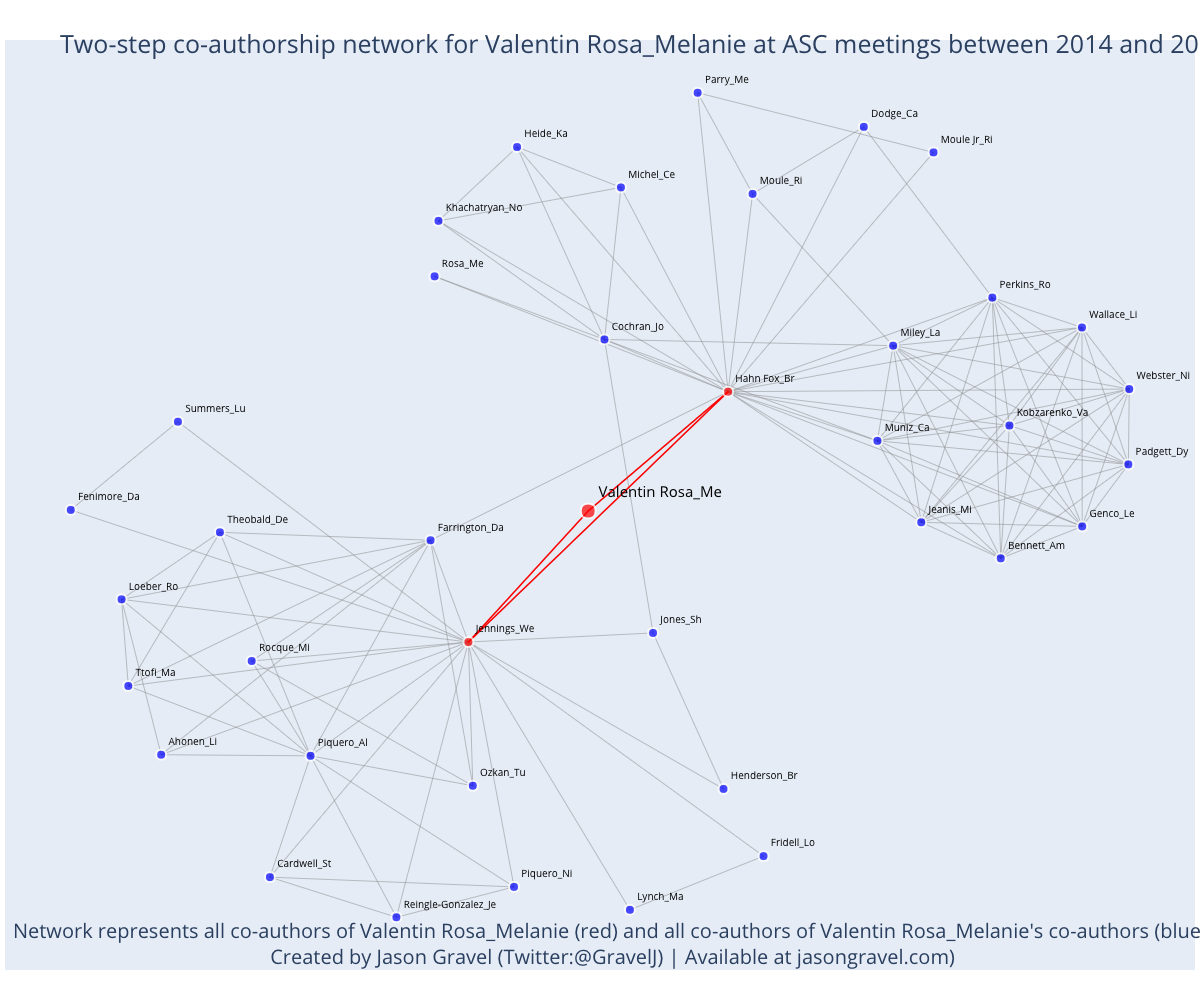 Two-step co-authorship network for Valentin Rosa_Melanie at ASC meetings between 2014 and 20
Parry_Me
Dodge_Ca
Heide_Ka
Moule Jr_Ri
Michel_Ce
Moule_Ri
Khachatryan_No
Rosa_Me
Perkins_Ro
Wallace_Li
Cochran_Jo
Miley_La
Hahn Fox_Br
Webster_Ni
Summers_Lu
Kobzarenko_Va
Muniz_Ca
Padgett_Dy
Valentin Rosa_Me
Fenimore_Da
Jeanis_Mi
Genco_Le
Theobald_De
Farrington_Da
Bennett_Am
Loeber_Ro
Jennings_We
Jones_Sh
Rocque_Mi
Ttofi_Ma
Ahonen_Li
Piquero_Al
Ozkan_Tu
Henderson_Br
Fridell_Lo
Cardwell_St
Piquero_Ni
Lynch_Ma
Reingle-Gonzalez_Je
Network represents all co-authors of Valentin Rosa_Melanie (red) and all co-authors of Valentin Rosa_Melanie's co-authors (blue
Created by Jason Gravel (Twitter:@GravelJ) | Available at jasongravel.com)